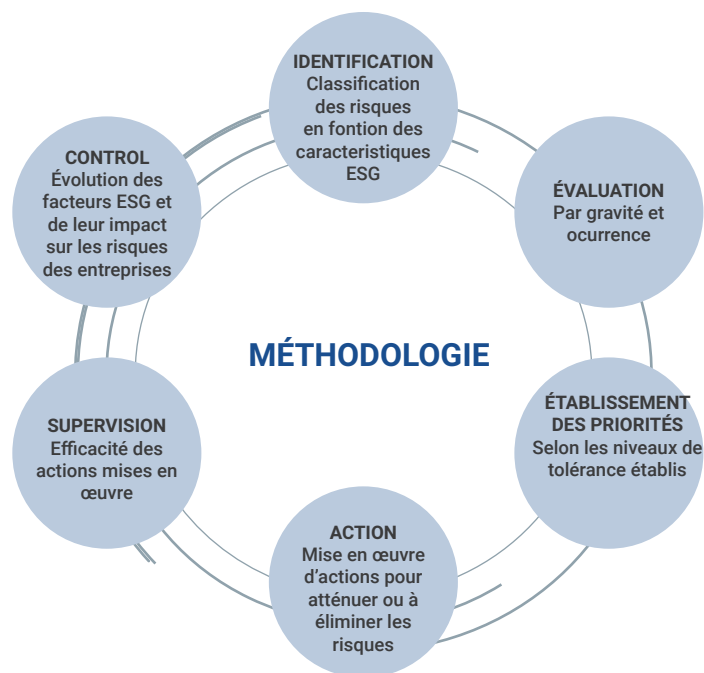 IDENTIFICATION
Classification
des risques
en fontion des
caracteristiques
ESG
ÉVALUATION
Par gravité et
ocurrence
ÉTABLISSEMENT
DES PRIORITÉS
Selon les niveaux de
tolérance établis
ACTION
Mise en œuvre
d'actions pour
atténuer ou à
éliminer les
risques
SUPERVISION
Efficacité des
actions mises en
œuvre
CONTROL
Évolution des
facteurs ESG et
de leur impact
sur les risques
des entreprises
MÉTHODOLOGIE